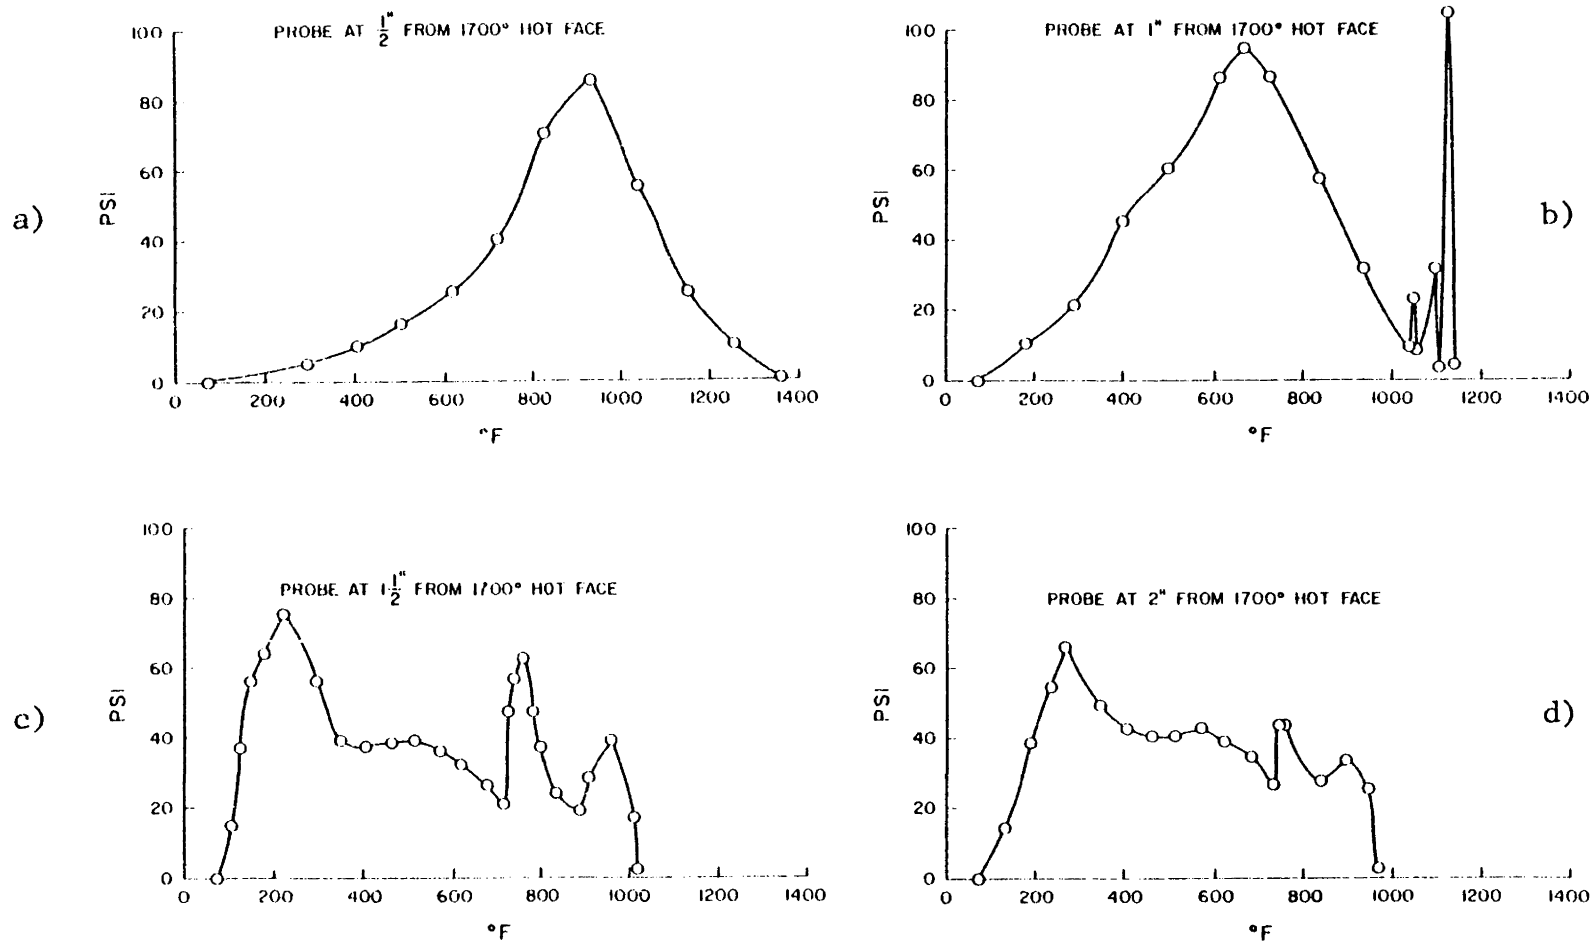 a)
PROBE AT 1/2" FROM 1700° HOT FACE
100
80
60
40
20
0
PSI
0 200 400 600 800 1000 1200 1400
°F
b)
PROBE AT 1" FROM 1700° HOT FACE
100
80
60
40
20
0
PSI
0 200 400 600 800 1000 1200 1400
°F
c)
PROBE AT 1 1/2" FROM 1700° HOT FACE
100
80
60
40
20
0
PSI
0 200 400 600 800 1000 1200 1400
°F
d)
PROBE AT 2" FROM 1700° HOT FACE
100
80
60
40
20
0
PSI
0 200 400 600 800 1000 1200 1400
°F